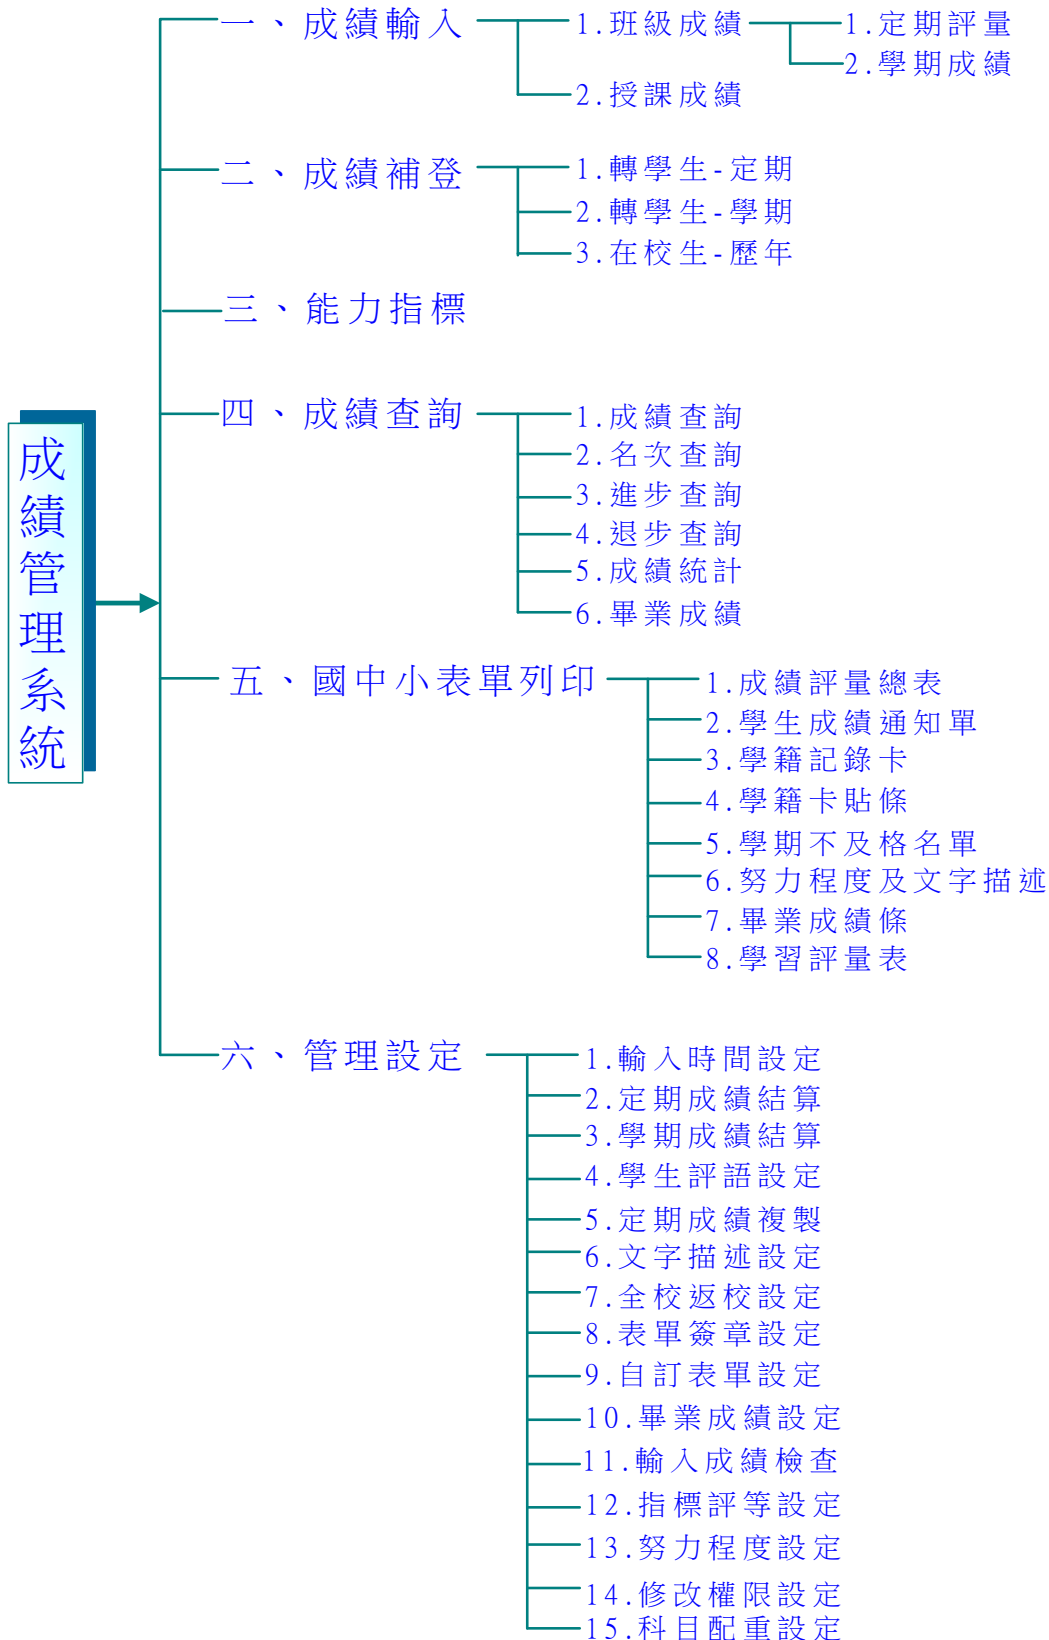 成績管理系統
一、成績輸入
1.班級成績
1.定期評量
2.學期成績
2.授課成績
二、成績補登
1.轉學生-定期
2.轉學生-學期
3.在校生-歷年
三、能力指標
四、成績查詢
1.成績查詢
2.名次查詢
3.進步查詢
4.退步查詢
5.成績統計
6.畢業成績
五、國中小表單列印
1.成績評量總表
2.學生成績通知單
3.學籍記錄卡
4.學籍卡貼條
5.學期不及格名單
6.努力程度及文字描述
7.畢業成績條
8.學習評量表
六、管理設定
1.輸入時間設定
2.定期成績結算
3.學期成績結算
4.學生評語設定
5.定期成績複製
6.文字描述設定
7.全校返校設定
8.表單簽章設定
9.自訂表單設定
10.畢業成績設定
11.輸入成績檢查
12.指標評等設定
13.努力程度設定
14.修改權限設定
15.科目配重設定